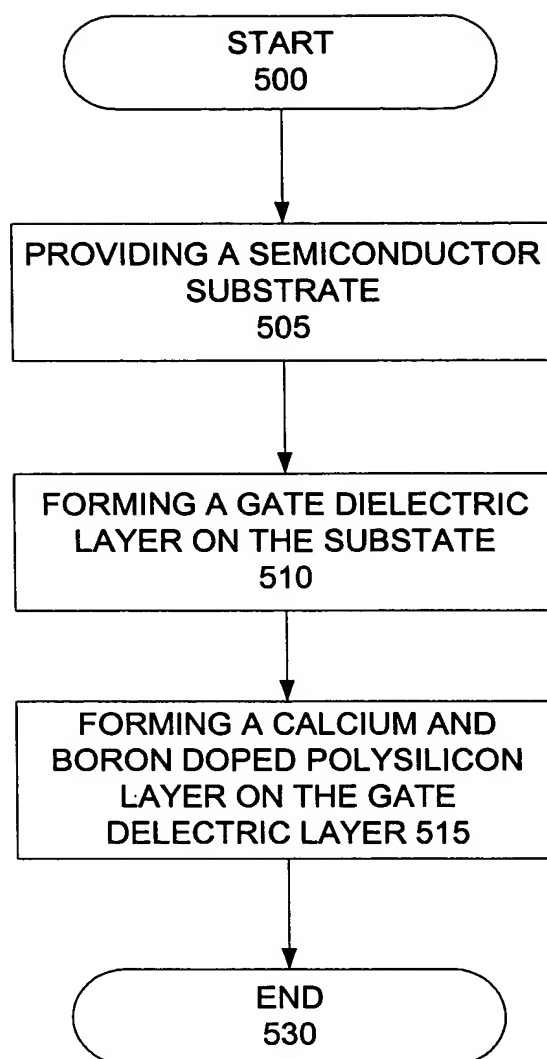 START
500
PROVIDING A SEMICONDUCTOR
SUBSTRATE
505
FORMING A GATE DIELECTRIC
LAYER ON THE SUBSTATE
510
FORMING A CALCIUM AND
BORON DOPED POLYSILICON
LAYER ON THE GATE
DELECTRIC LAYER 515
END
530